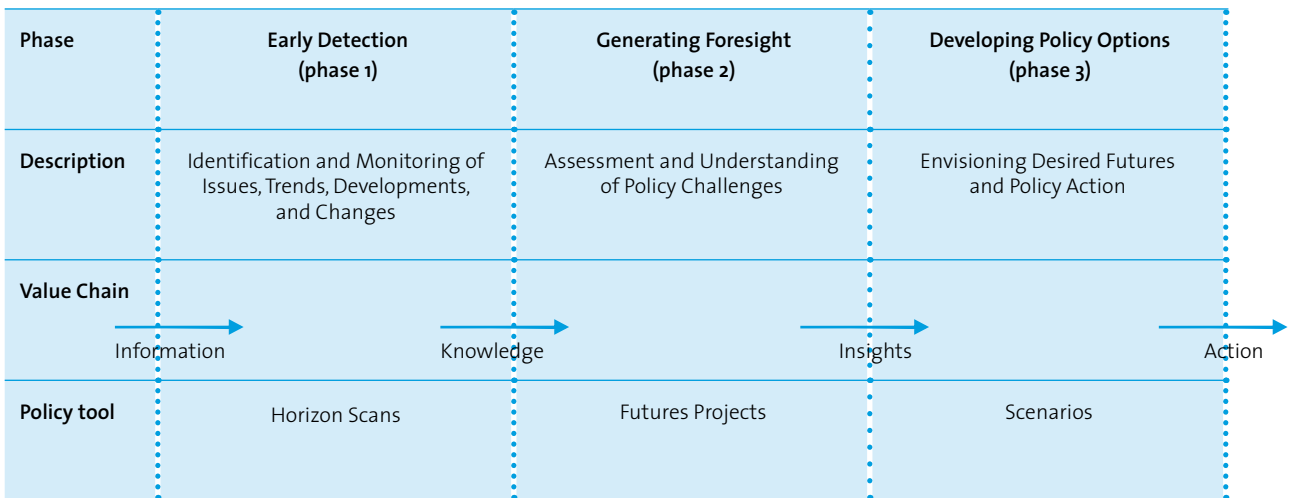 Phase
Early Detection
(phase 1)
Generating Foresight
(phase 2)
Developing Policy Options
(phase 3)
Description
Identification and Monitoring of
Issues, Trends, Developments,
and Changes
Assessment and Understanding
of Policy Challenges
Envisioning Desired Futures
and Policy Action
Value Chain
Information
Knowledge
Insights
Action
Policy tool
Horizon Scans
Futures Projects
Scenarios